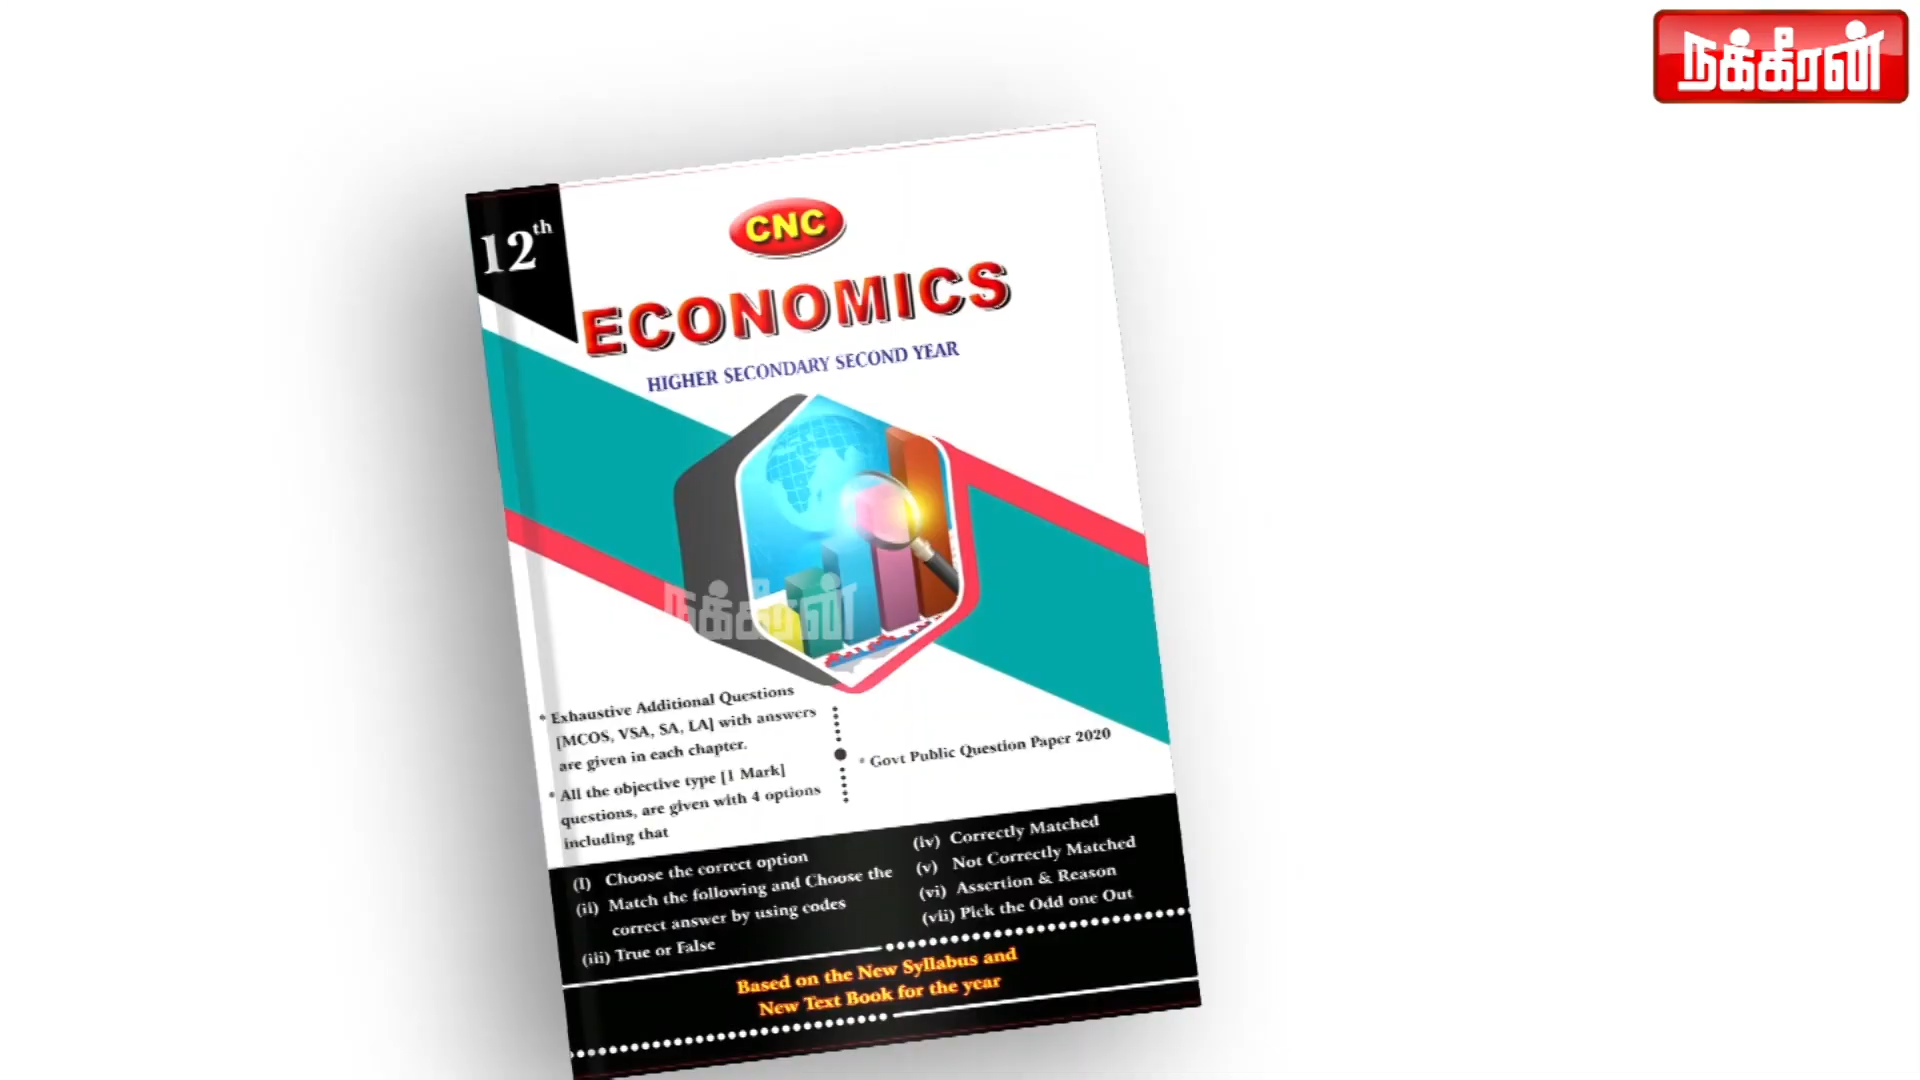 நக்கீரன்
12th
CNC
ECONOMICS
HIGHER SECONDARY SECOND YEAR
நக்கீரன்
* Exhaustive Additional Questions
[MCOS, VSA, SA, LA] with answers
are given in each chapter.
* All the objective type [1 Mark]
questions, are given with 4 options
including that
* Govt Public Question Paper 2020
(I) Choose the correct option
(ii) Match the following and Choose the
correct answer by using codes
(iii) True or False
(iv) Correctly Matched
(v) Not Correctly Matched
(vi) Assertion & Reason
(vii) Pick the Odd one Out
Based on the New Syllabus and
New Text Book for the year